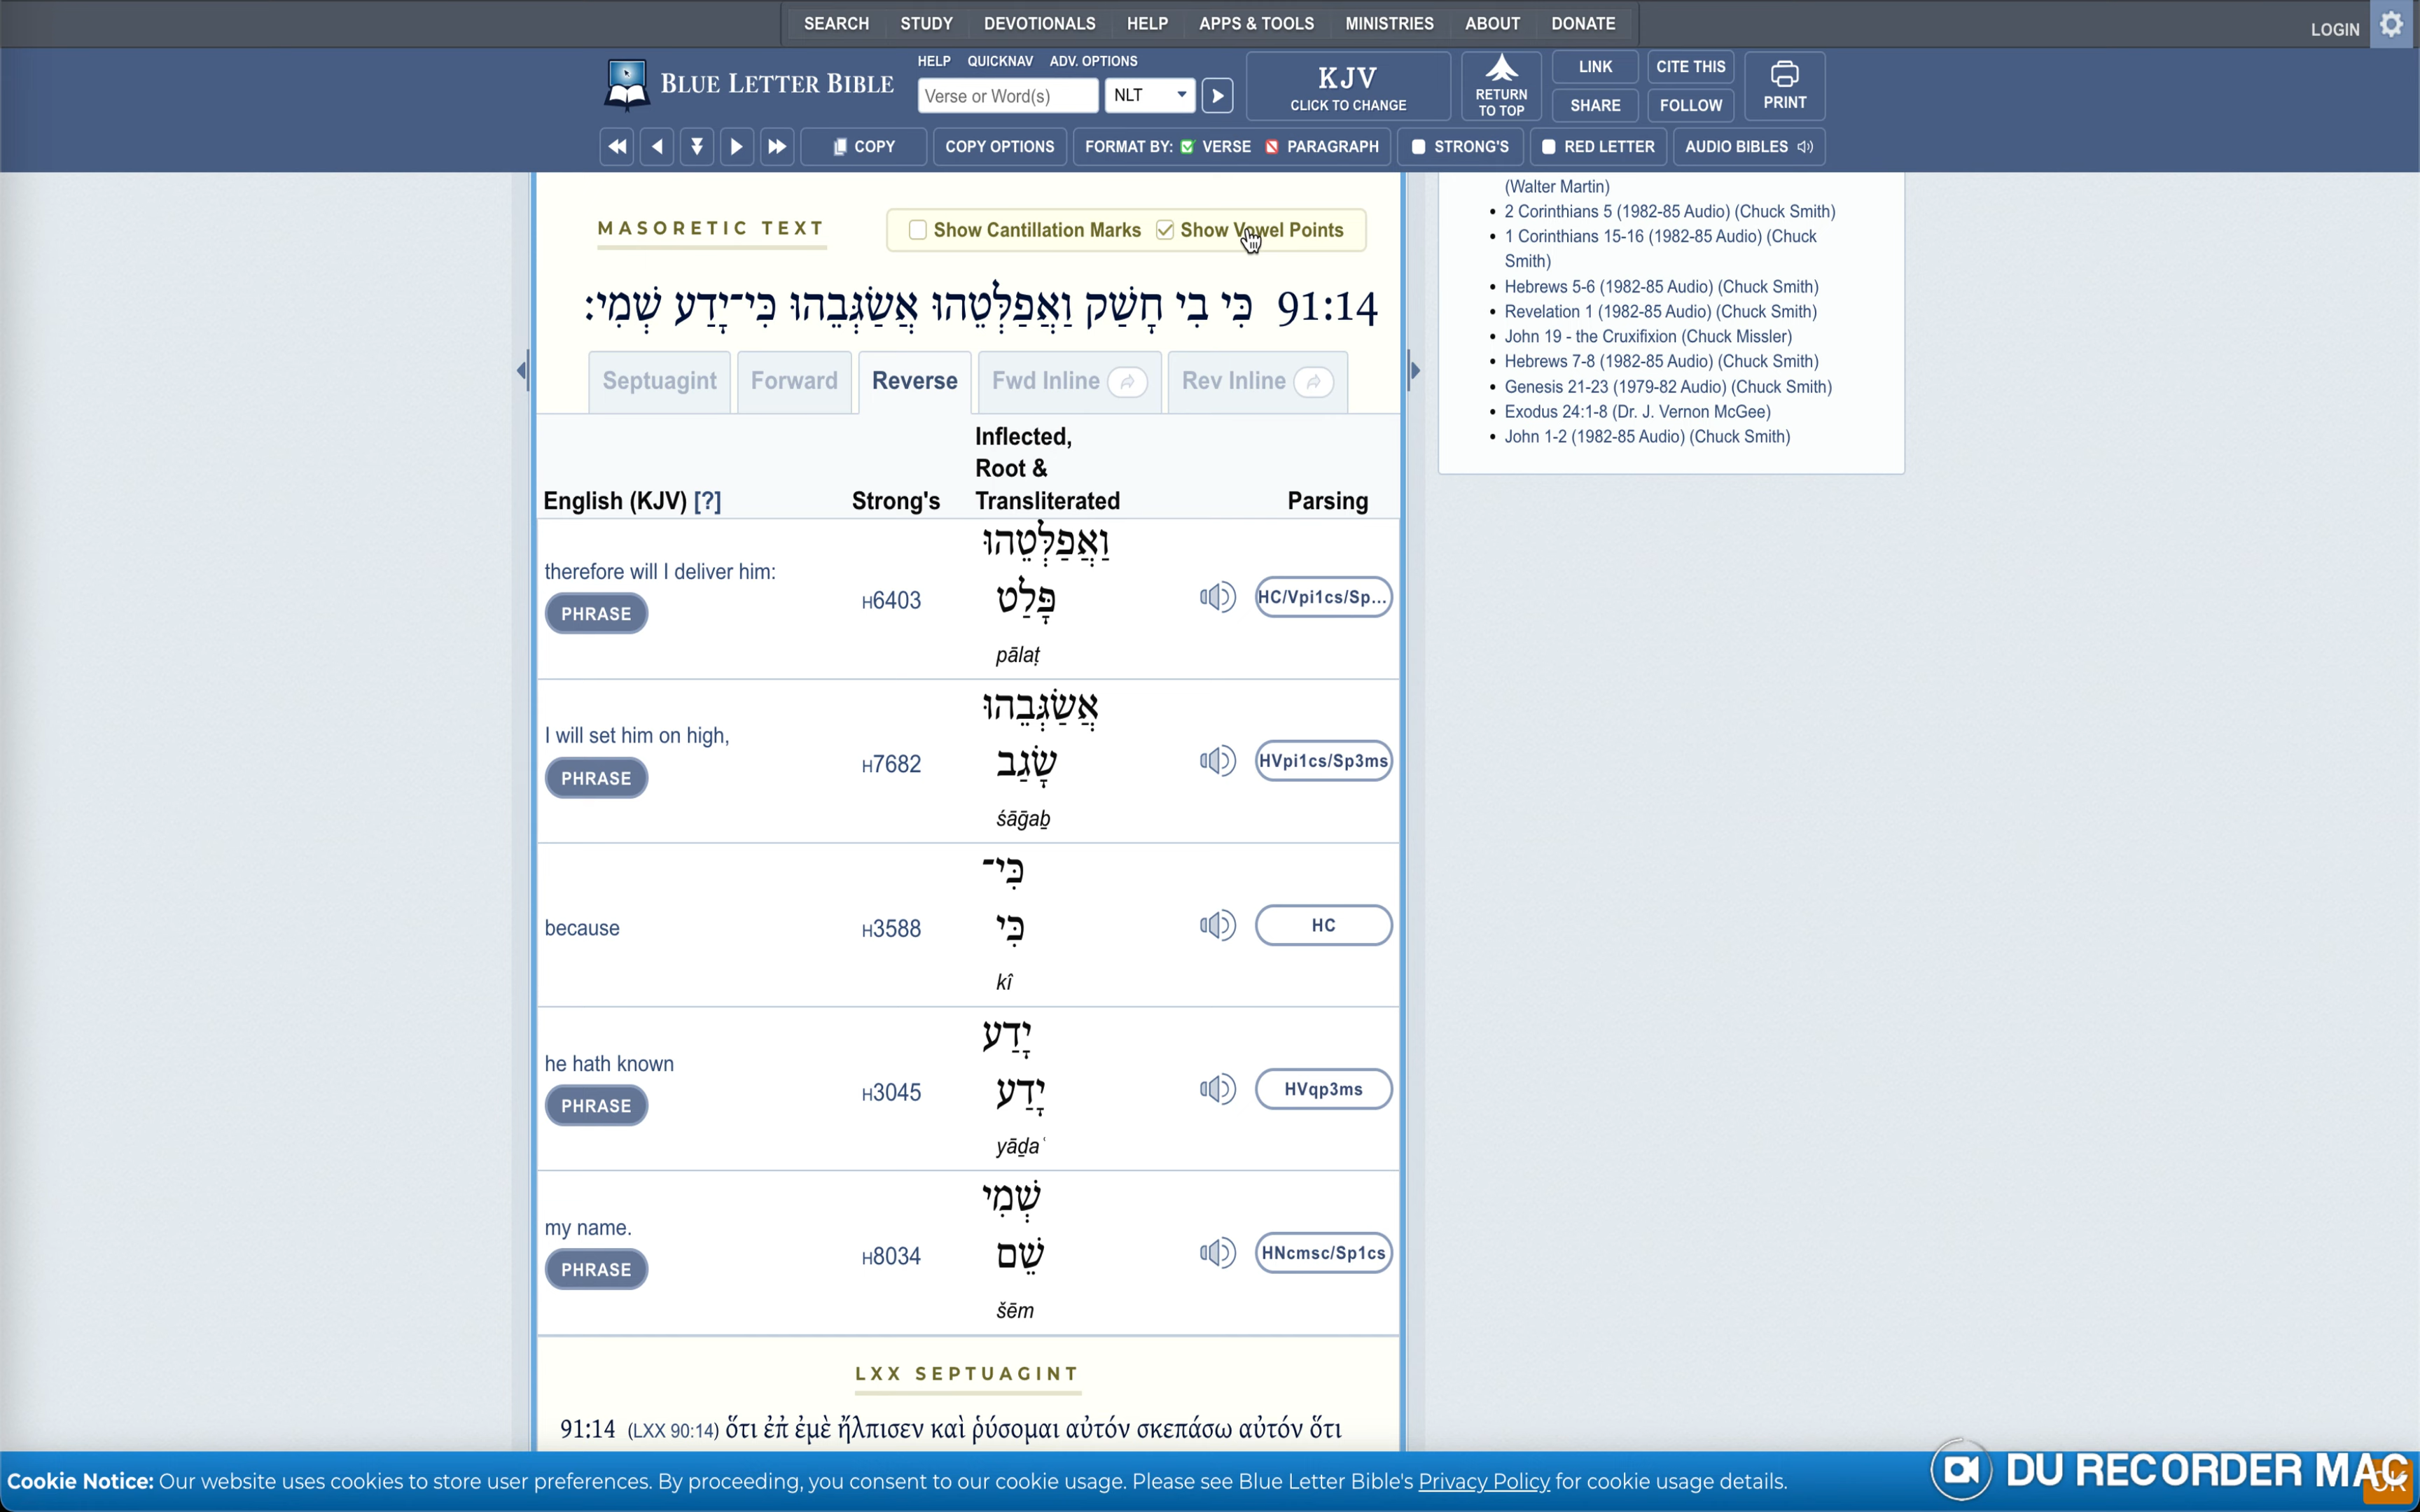 SEARCH STUDY DEVOTIONALS HELP APPS & TOOLS MINISTRIES ABOUT DONATE
LOGIN
BLUE LETTER BIBLE
HELP QUICKNAV ADV. OPTIONS
Verse or Word(s) NLT
KJV
CLICK TO CHANGE
RETURN
TO TOP
LINK CITE THIS
SHARE FOLLOW
PRINT
COPY COPY OPTIONS FORMAT BY: VERSE PARAGRAPH STRONG'S RED LETTER AUDIO BIBLES
MASORETIC TEXT
Show Cantillation Marks Show Vowel Points
91:14 כִּי בִי חָשַׁק וַאֲפַלְּטֵהוּ אֲשַׂגְּבֵהוּ כִּי־יָדַע שְׁמִי׃
Septuagint Forward Reverse Fwd Inline Rev Inline
Inflected,
Root &
English (KJV) [?] Strong's Transliterated Parsing
וַאֲפַלְּטֵהוּ
therefore will I deliver him:
PHRASE
H6403
פָּלַט
HC/Vpi1cs/Sp...
pālaṭ
אֲשַׂגְּבֵהוּ
I will set him on high,
PHRASE
H7682
שָׂגַב
HVpi1cs/Sp3ms
śāḡaḇ
כִּי־
because H3588 כִּי HC
kî
יָדַע
he hath known
PHRASE
H3045
יָדַע
HVqp3ms
yāḏaʿ
שְׁמִי
my name.
PHRASE
H8034
שֵׁם
HNcmsc/Sp1cs
šēm
LXX SEPTUAGINT
91:14 (LXX 90:14) ὅτι ἐπ̓ ἐμὲ ἤλπισεν καὶ ῥύσομαι αὐτόν σκεπάσω αὐτόν ὅτι
(Walter Martin)
• 2 Corinthians 5 (1982-85 Audio) (Chuck Smith)
• 1 Corinthians 15-16 (1982-85 Audio) (Chuck
Smith)
• Hebrews 5-6 (1982-85 Audio) (Chuck Smith)
• Revelation 1 (1982-85 Audio) (Chuck Smith)
• John 19 - the Cruxifixion (Chuck Missler)
• Hebrews 7-8 (1982-85 Audio) (Chuck Smith)
• Genesis 21-23 (1979-82 Audio) (Chuck Smith)
• Exodus 24:1-8 (Dr. J. Vernon McGee)
• John 1-2 (1982-85 Audio) (Chuck Smith)
Cookie Notice: Our website uses cookies to store user preferences. By proceeding, you consent to our cookie usage. Please see Blue Letter Bible's Privacy Policy for cookie usage details.
DU RECORDER MAC
OK